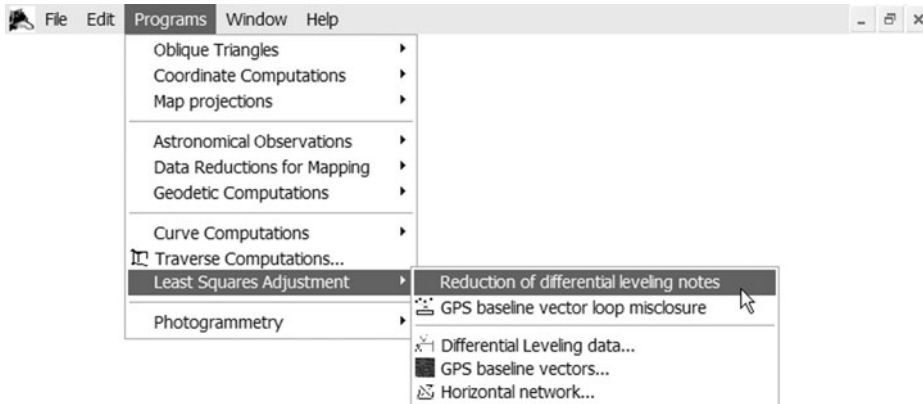 File Edit Programs Window Help
Oblique Triangles
Coordinate Computations
Map projections
Astronomical Observations
Data Reductions for Mapping
Geodetic Computations
Curve Computations
Traverse Computations...
Least Squares Adjustment
Photogrammetry
Reduction of differential leveling notes
GPS baseline vector loop misclosure
Differential Leveling data...
GPS baseline vectors...
Horizontal network...